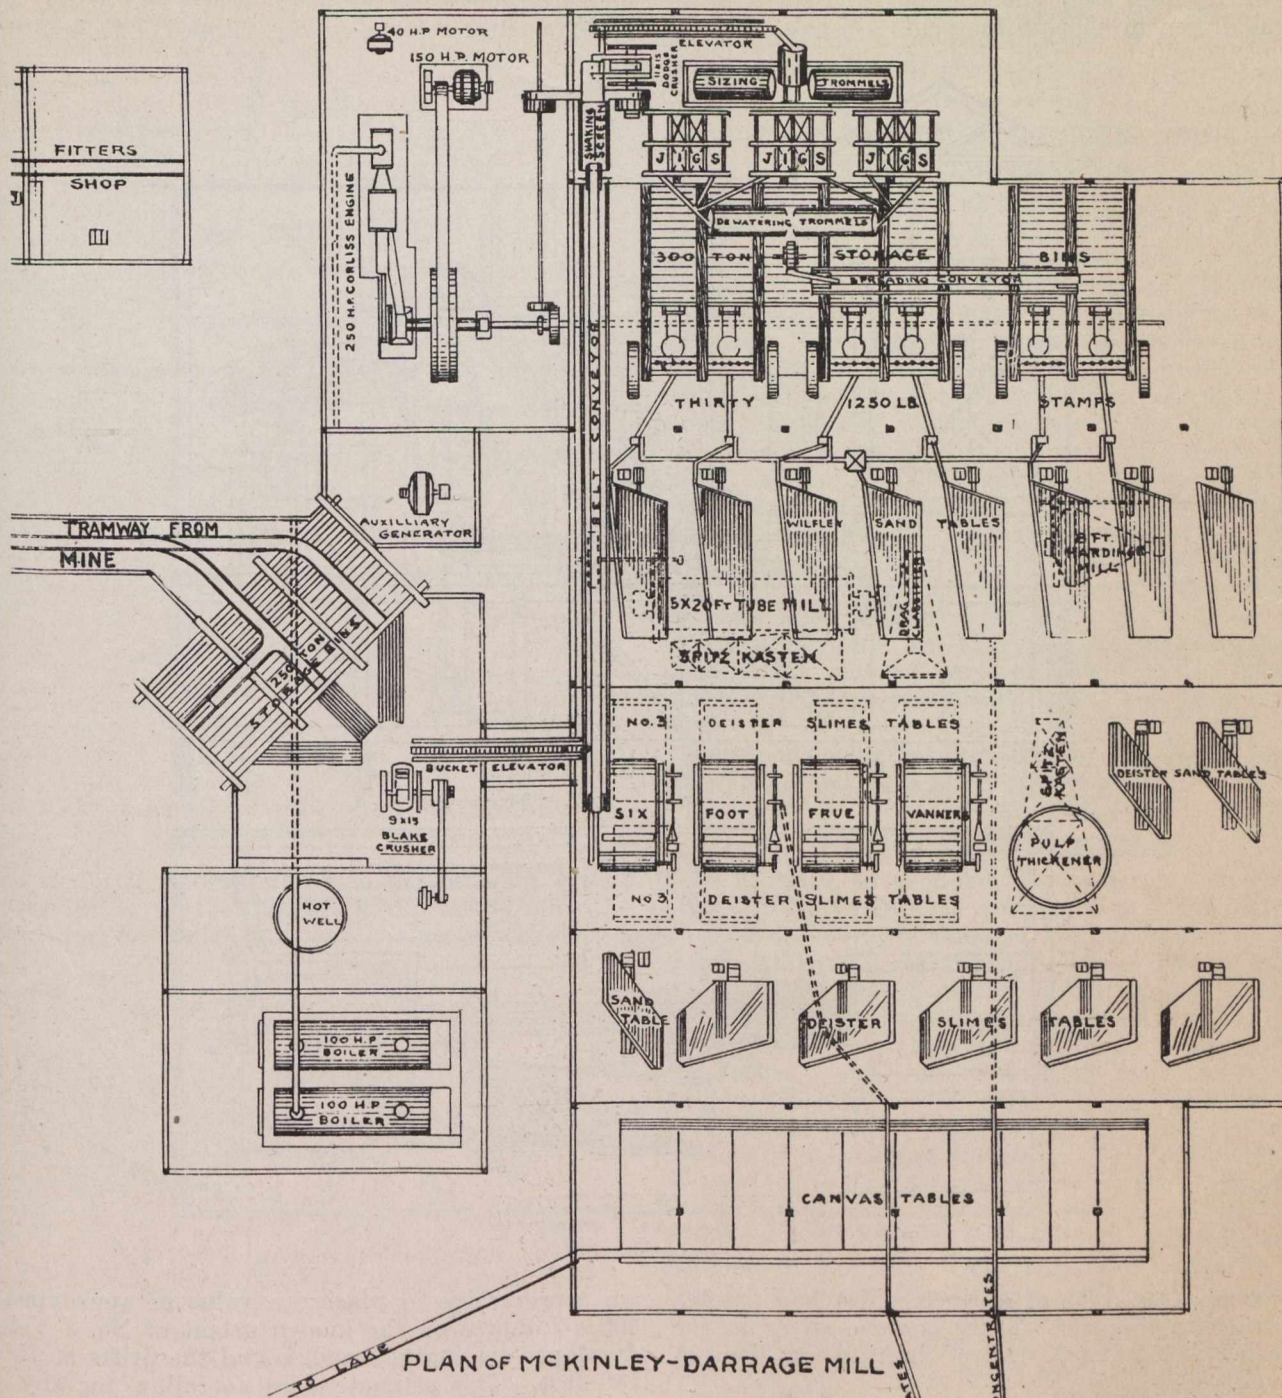 40 H.P MOTOR
150 H.P. MOTOR
ELEVATOR
11x15
DODGE
CRUSHER
SIZING TROMMELS
SHAKING
SCREEN
JIGS JIGS JIGS
FITTERS
SHOP
250 H.P. CORLISS ENGINE
DEWATERING TROMMELS
300 TON STORAGE BINS
SPREADING CONVEYOR
BELT CONVEYOR
THIRTY 1250 LB. STAMPS
AUXILLIARY
GENERATOR
TRAMWAY FROM
MINE
WILFLEY SAND TABLES
8 FT.
HARDINGE
MILL
5X20 FT TUBE MILL
DRAG
CLASSIFIER
SPITZ KASTEN
250 TON
STORAGE BINS
NO. 3 DEISTER SLIMES TABLES
SPITZ
KASTEN
DEISTER SAND TABLES
BUCKET ELEVATOR
9x15
BLAKE
CRUSHER
SIX FOOT FRUE VANNERS
PULP
THICKENER
No 3 DEISTER SLIMES TABLES
HOT
WELL
SAND
TABLE
DEISTER SLIMES TABLES
100 H.P
BOILER
100 H.P
BOILER
CANVAS TABLES
TO LAKE
PLAN OF McKINLEY-DARRAGE MILL